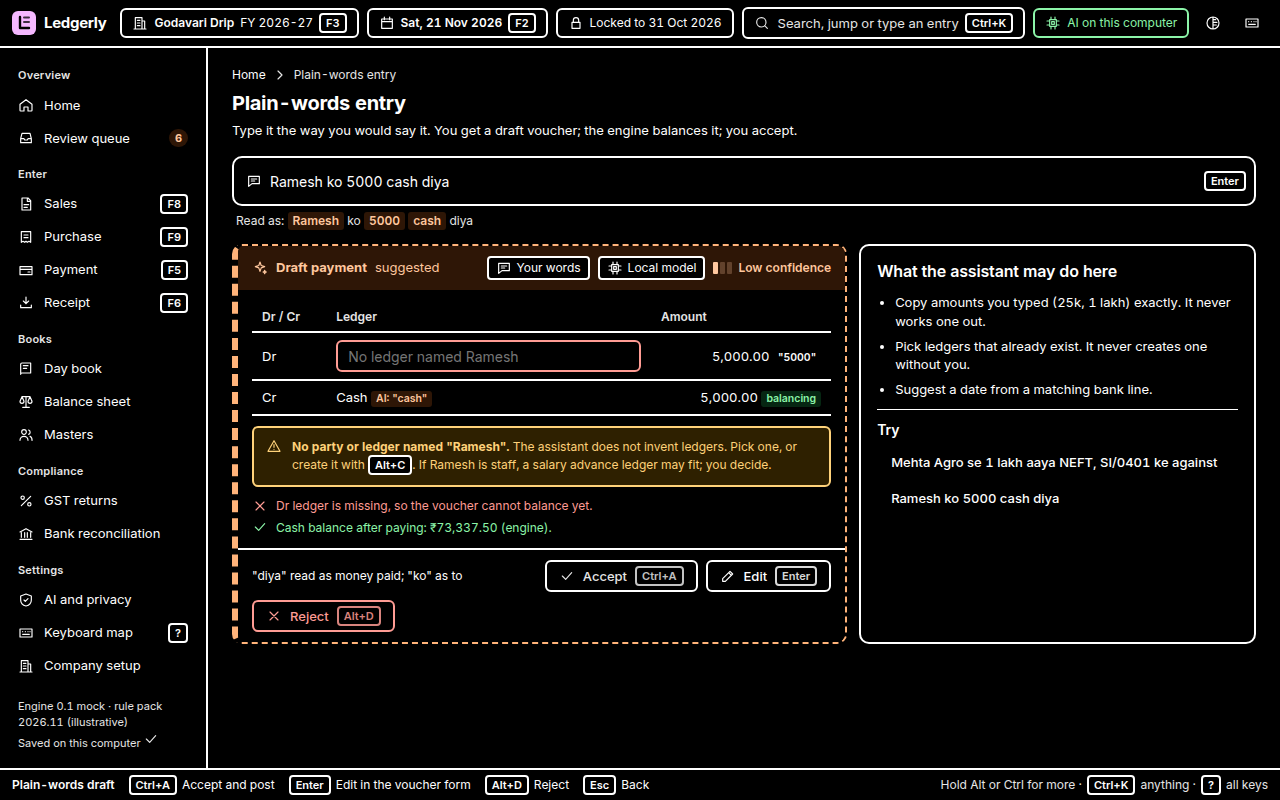 Ledgerly
Godavari Drip FY 2026-27 F3
Sat, 21 Nov 2026 F2
Locked to 31 Oct 2026
Search, jump or type an entry Ctrl+K
AI on this computer
Overview
Home
Review queue 6
Enter
Sales F8
Purchase F9
Payment F5
Receipt F6
Books
Day book
Balance sheet
Masters
Compliance
GST returns
Bank reconciliation
Settings
AI and privacy
Keyboard map ?
Company setup
Engine 0.1 mock · rule pack
2026.11 (illustrative)
Saved on this computer
Home > Plain-words entry
Plain-words entry
Type it the way you would say it. You get a draft voucher; the engine balances it; you accept.
Ramesh ko 5000 cash diya Enter
Read as: Ramesh ko 5000 cash diya
Draft payment suggested Your words Local model Low confidence
Dr / Cr Ledger Amount
Dr No ledger named Ramesh 5,000.00 "5000"
Cr Cash AI: "cash" 5,000.00 balancing
No party or ledger named "Ramesh". The assistant does not invent ledgers. Pick one, or
create it with Alt+C. If Ramesh is staff, a salary advance ledger may fit; you decide.
Dr ledger is missing, so the voucher cannot balance yet.
Cash balance after paying: ₹73,337.50 (engine).
"diya" read as money paid; "ko" as to
Accept Ctrl+A
Edit Enter
Reject Alt+D
What the assistant may do here
• Copy amounts you typed (25k, 1 lakh) exactly. It never
works one out.
• Pick ledgers that already exist. It never creates one
without you.
• Suggest a date from a matching bank line.
Try
Mehta Agro se 1 lakh aaya NEFT, SI/0401 ke against
Ramesh ko 5000 cash diya
Plain-words draft Ctrl+A Accept and post Enter Edit in the voucher form Alt+D Reject Esc Back
Hold Alt or Ctrl for more · Ctrl+K anything · ? all keys